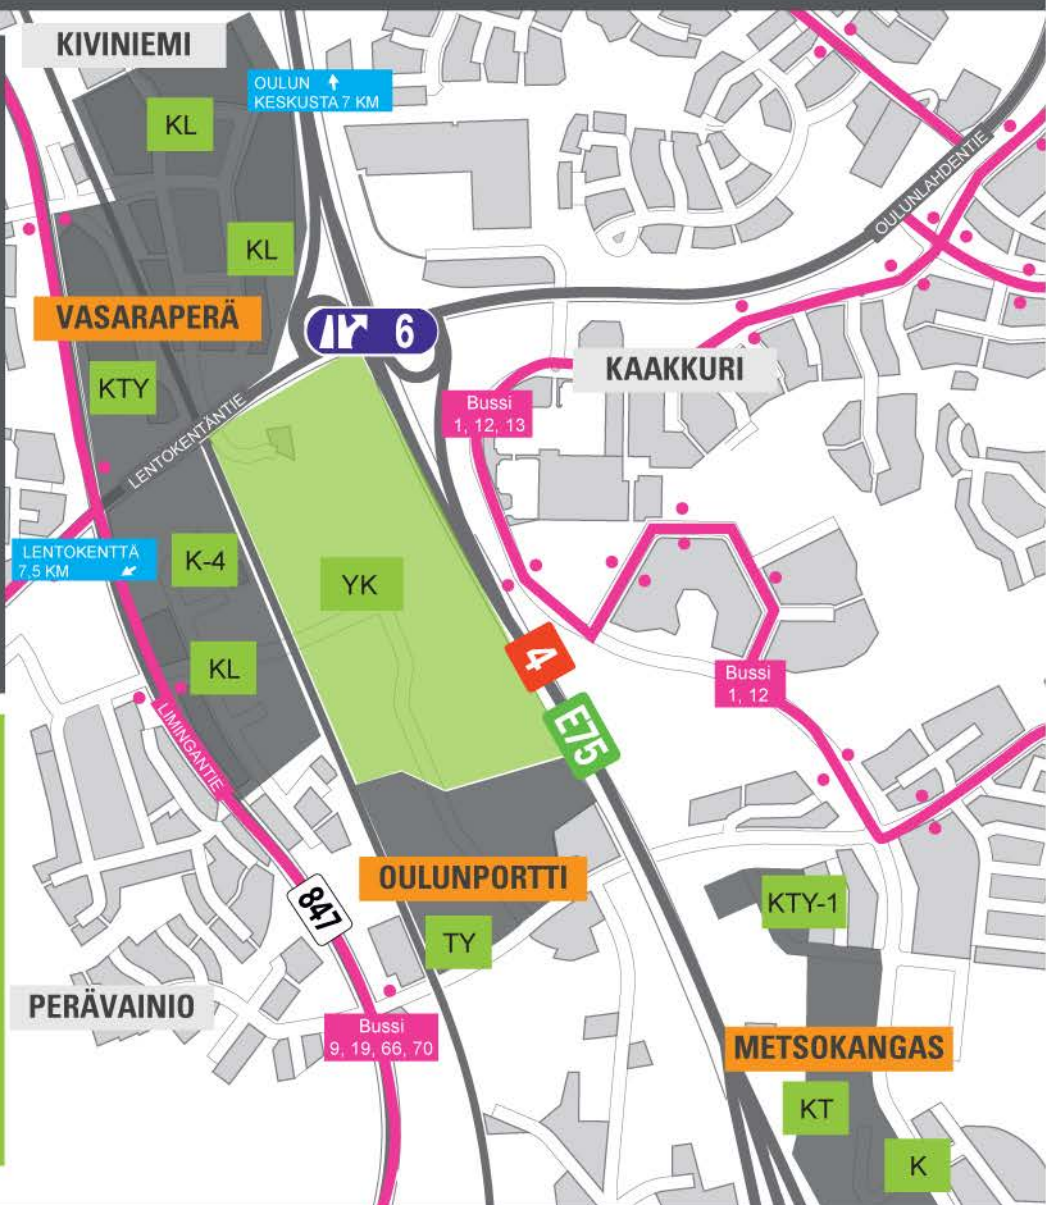 KIVINIEMI
OULUN
KESKUSTA 7 KM
KL
KL
OULUNLAHDENTIE
VASARAPERÄ
6
KTY
KAAKKURI
LENTOKENTÄNTIE
Bussi
1, 12, 13
LENTOKENTTÄ
7,5 KM
K-4
YK
KL
4
E75
Bussi
1, 12
LIMINGANTIE
OULUNPORTTI
847
KTY-1
TY
PERÄVAINIO
Bussi
9, 19, 66, 70
METSOKANGAS
KT
K